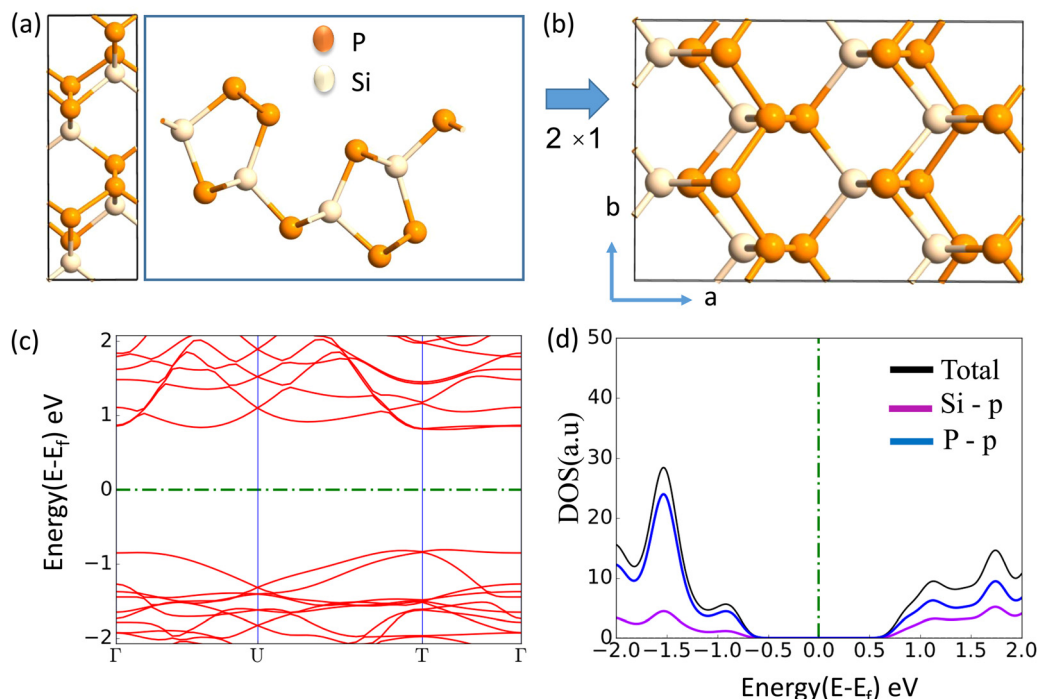 (a)
P
Si
(b)
2 ×1
b
a
(c)
Energy(E-Ef) eV
2
1
0
−1
−2
Γ
U
T
Γ
(d)
DOS(a.u)
50
40
30
20
10
0
Total
Si - p
P - p
−2.0
−1.5
−1.0
−0.5
0.0
0.5
1.0
1.5
2.0
Energy(E-Ef) eV